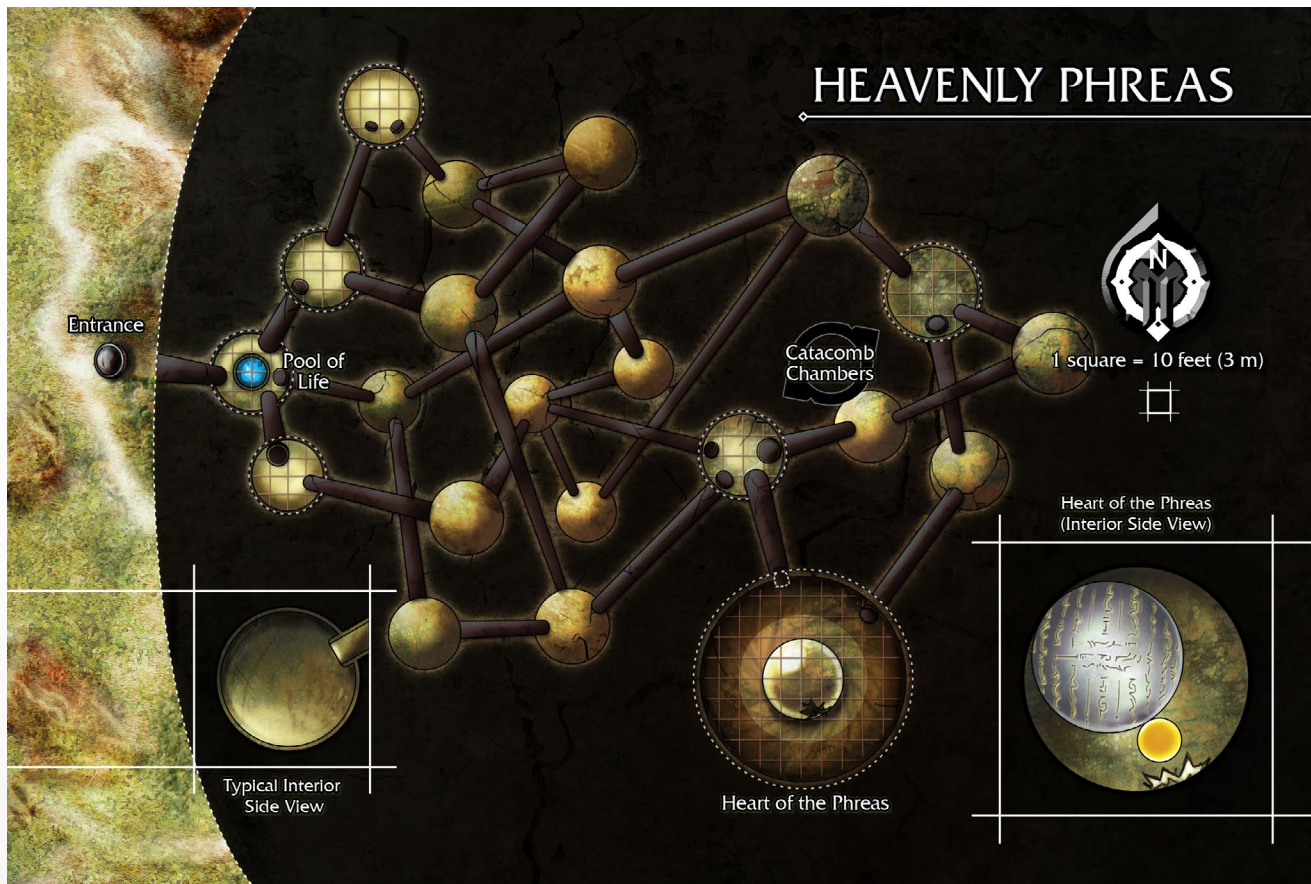 HEAVENLY PHREAS
N
1 square = 10 feet (3 m)
Entrance
Pool of
Life
Catacomb
Chambers
Heart of the Phreas
(Interior Side View)
Typical Interior
Side View
Heart of the Phreas